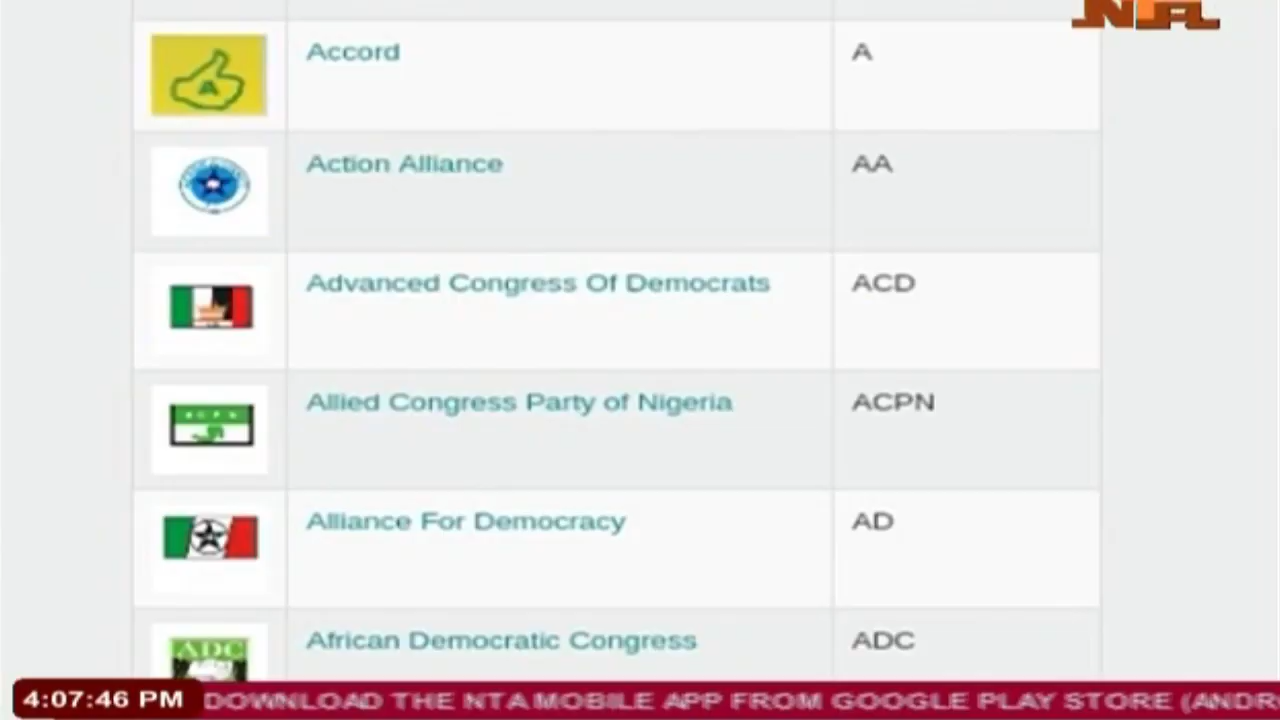 NTA
Accord
A
A
Action Alliance
AA
Advanced Congress Of Democrats
ACD
ACPN
Allied Congress Party of Nigeria
ACPN
Alliance For Democracy
AD
ADC
African Democratic Congress
ADC
4:07:46 PM
DOWNLOAD THE NTA MOBILE APP FROM GOOGLE PLAY STORE (ANDR